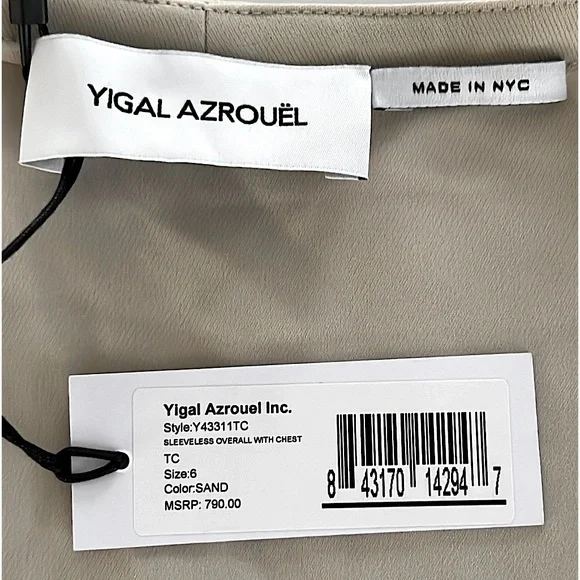 YIGAL AZROUËL
MADE IN NYC
Yigal Azrouel Inc.
Style:Y43311TC
SLEEVELESS OVERALL WITH CHEST
TC
Size:6
Color:SAND
MSRP: 790.00
8 43170 14294 7